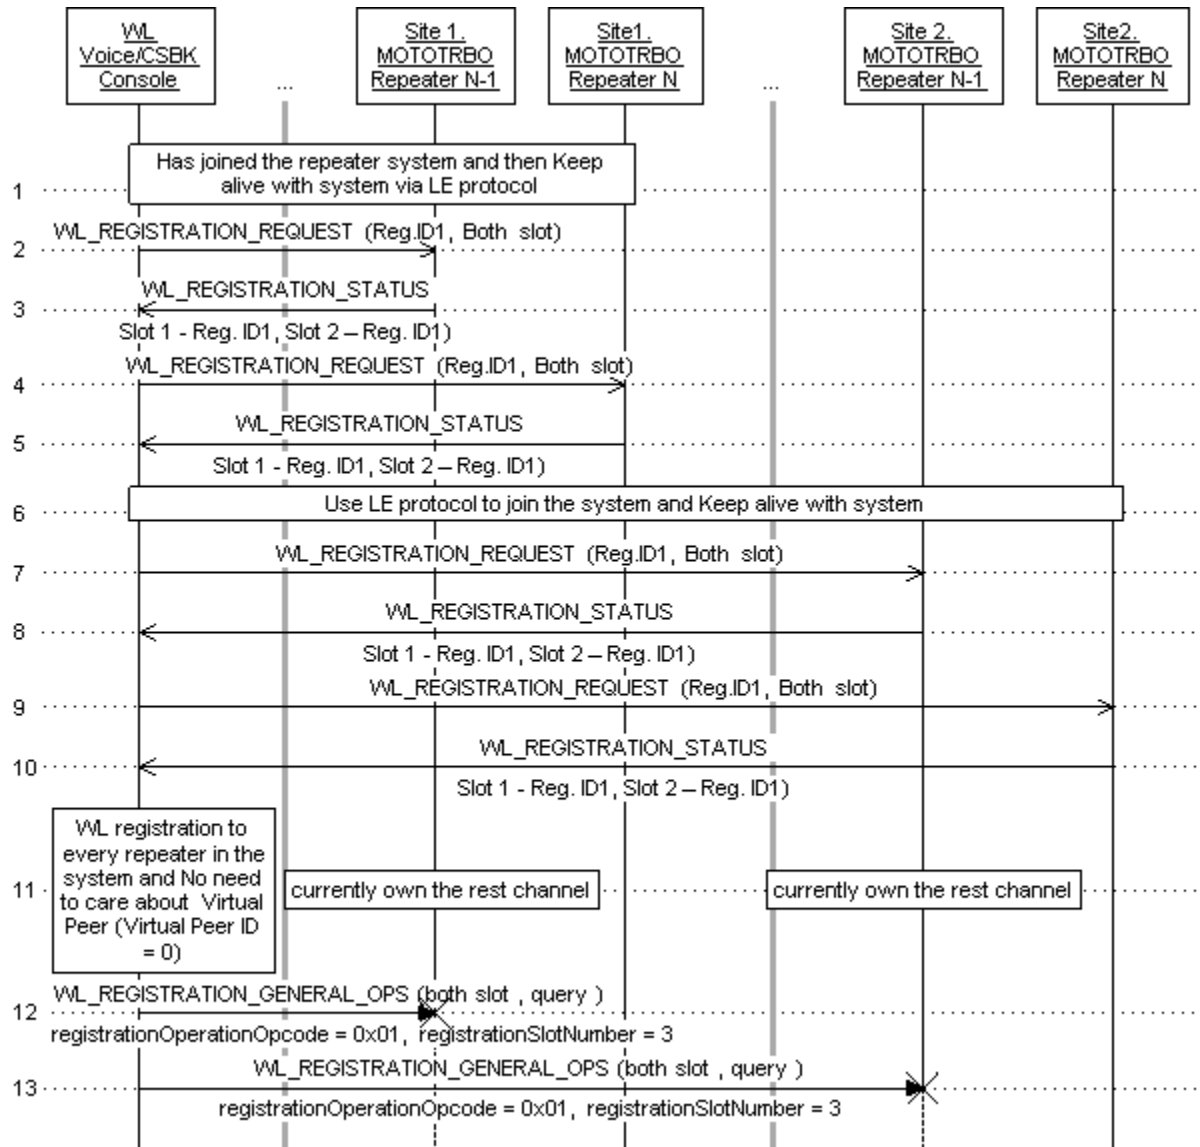 WL
Voice/CSBK
Console
...
Site 1.
MOTOTRBO
Repeater N-1
Site1.
MOTOTRBO
Repeater N
...
Site 2.
MOTOTRBO
Repeater N-1
Site2.
MOTOTRBO
Repeater N
Has joined the repeater system and then Keep
alive with system via LE protocol
1
WL_REGISTRATION_REQUEST (Reg.ID1, Both slot)
2
WL_REGISTRATION_STATUS
3
Slot 1 - Reg. ID1, Slot 2 – Reg. ID1)
WL_REGISTRATION_REQUEST (Reg.ID1, Both slot)
4
WL_REGISTRATION_STATUS
5
Slot 1 - Reg. ID1, Slot 2 – Reg. ID1)
Use LE protocol to join the system and Keep alive with system
6
WL_REGISTRATION_REQUEST (Reg.ID1, Both slot)
7
WL_REGISTRATION_STATUS
8
Slot 1 - Reg. ID1, Slot 2 – Reg. ID1)
WL_REGISTRATION_REQUEST (Reg.ID1, Both slot)
9
WL_REGISTRATION_STATUS
10
Slot 1 - Reg. ID1, Slot 2 – Reg. ID1)
WL registration to
every repeater in the
system and No need
to care about Virtual
Peer (Virtual Peer ID
= 0)
11
currently own the rest channel
currently own the rest channel
WL_REGISTRATION_GENERAL_OPS (both slot , query )
12
registrationOperationOpcode = 0x01, registrationSlotNumber = 3
WL_REGISTRATION_GENERAL_OPS (both slot , query )
13
registrationOperationOpcode = 0x01, registrationSlotNumber = 3